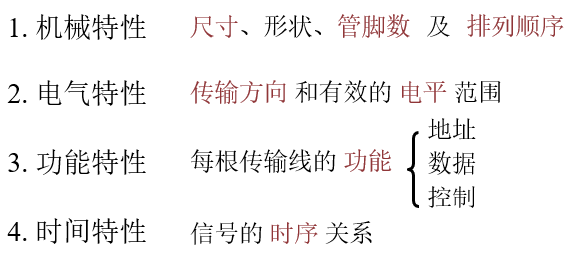 1. 机械特性 尺寸、形状、管脚数 及 排列顺序
2. 电气特性 传输方向 和有效的 电平 范围
3. 功能特性 每根传输线的 功能
地址
数据
控制
4. 时间特性 信号的 时序 关系